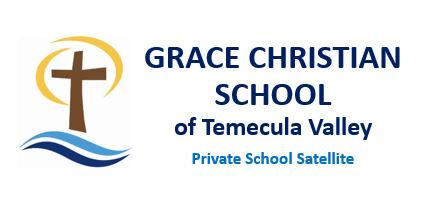 GRACE CHRISTIAN
SCHOOL
of Temecula Valley
Private School Satellite